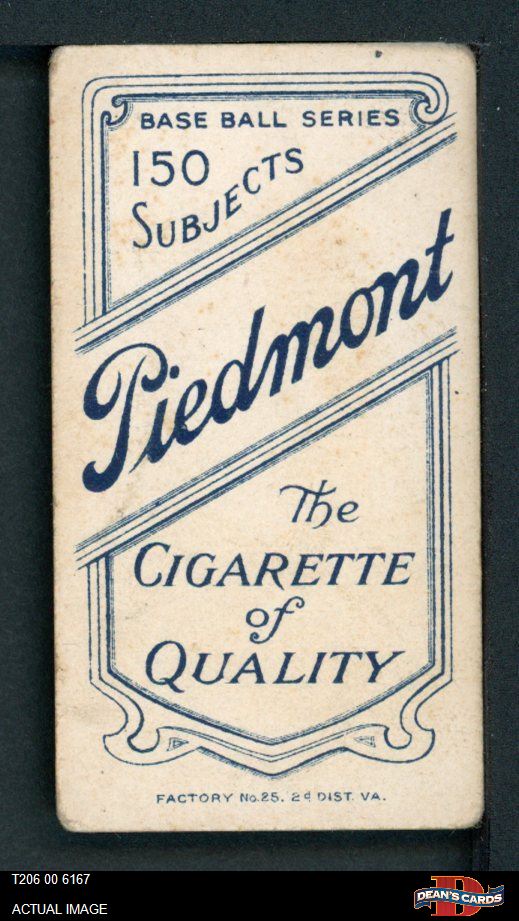 BASE BALL SERIES
150
SUBJECTS
Piedmont
The
CIGARETTE
of
QUALITY
FACTORY No.25. 2d DIST. VA.
T206 00 6167
ACTUAL IMAGE
D
DEAN'S CARDS